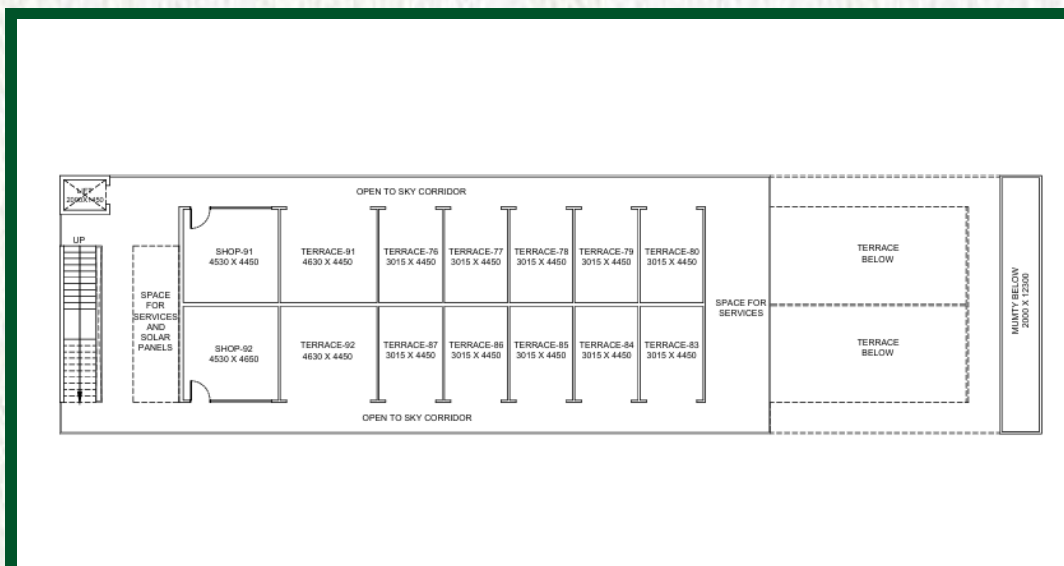 LIFT
2000X1450
OPEN TO SKY CORRIDOR
UP
SHOP-91
4530 X 4450
TERRACE-91
4630 X 4450
TERRACE-76
3015 X 4450
TERRACE-77
3015 X 4450
TERRACE-78
3015 X 4450
TERRACE-79
3015 X 4450
TERRACE-80
3015 X 4450
TERRACE
BELOW
SPACE
FOR
SERVICES
AND
SOLAR
PANELS
SPACE FOR
SERVICES
MUMTY BELOW
2000 X 12300
SHOP-92
4530 X 4650
TERRACE-92
4630 X 4450
TERRACE-87
3015 X 4450
TERRACE-86
3015 X 4450
TERRACE-85
3015 X 4450
TERRACE-84
3015 X 4450
TERRACE-83
3015 X 4450
TERRACE
BELOW
OPEN TO SKY CORRIDOR